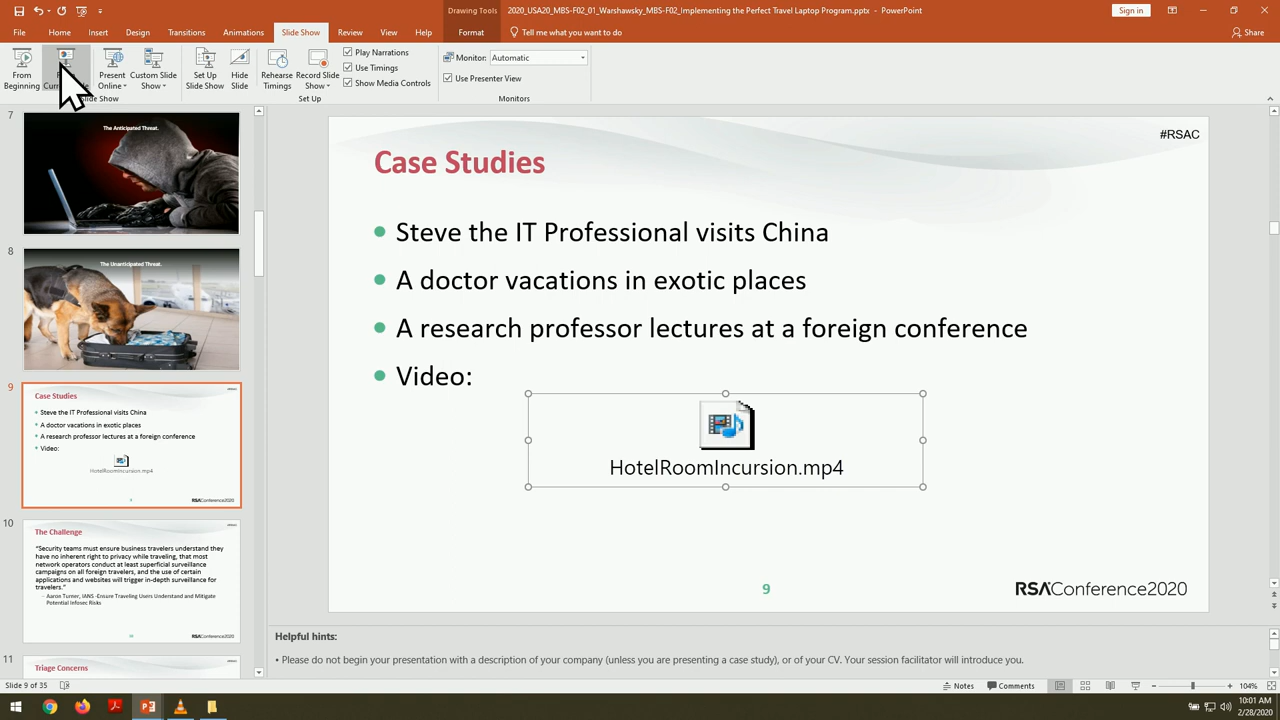 Drawing Tools
2020_USA20_MBS-F02_01_Warshawsky_MBS-F02_Implementing the Perfect Travel Laptop Program.pptx - PowerPoint
Sign in
File Home Insert Design Transitions Animations Slide Show Review View Help Format Tell me what you want to do Share
From Beginning
Present Online
Custom Slide Show
Set Up Slide Show
Hide Slide
Rehearse Timings
Record Slide Show
Play Narrations
Use Timings
Show Media Controls
Monitor: Automatic
Use Presenter View
Set Up
Monitors
7
The Anticipated Threat.
8
The Unanticipated Threat.
9
Case Studies
Steve the IT Professional visits China
A doctor vacations in exotic places
A research professor lectures at a foreign conference
Video:
HotelRoomIncursion.mp4
9
RSAConference2020
10
The Challenge
"Security teams must ensure business travelers understand they
have no inherent right to privacy while traveling, that most
network operators conduct at least superficial surveillance
campaigns on all foreign travelers, and the use of certain
applications and websites will trigger in-depth surveillance for
travelers."
Aaron Turner, IANS -Ensure Traveling Users Understand and Mitigate
Potential Infosec Risks
10
RSAConference2020
11
Triage Concerns
#RSAC
Case Studies
Steve the IT Professional visits China
A doctor vacations in exotic places
A research professor lectures at a foreign conference
Video:
HotelRoomIncursion.mp4
9
RSAConference2020
Helpful hints:
• Please do not begin your presentation with a description of your company (unless you are presenting a case study), or of your CV. Your session facilitator will introduce you.
Slide 9 of 35
Notes
Comments
104%
10:01 AM
2/28/2020